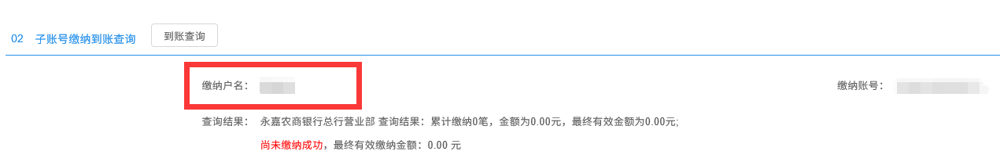 02 子账号缴纳到账查询 到账查询
缴纳户名： 缴纳账号：
查询结果： 永嘉农商银行总行营业部 查询结果：累计缴纳0笔，金额为0.00元，最终有效金额为0.00元;
尚未缴纳成功，最终有效缴纳金额：0.00 元